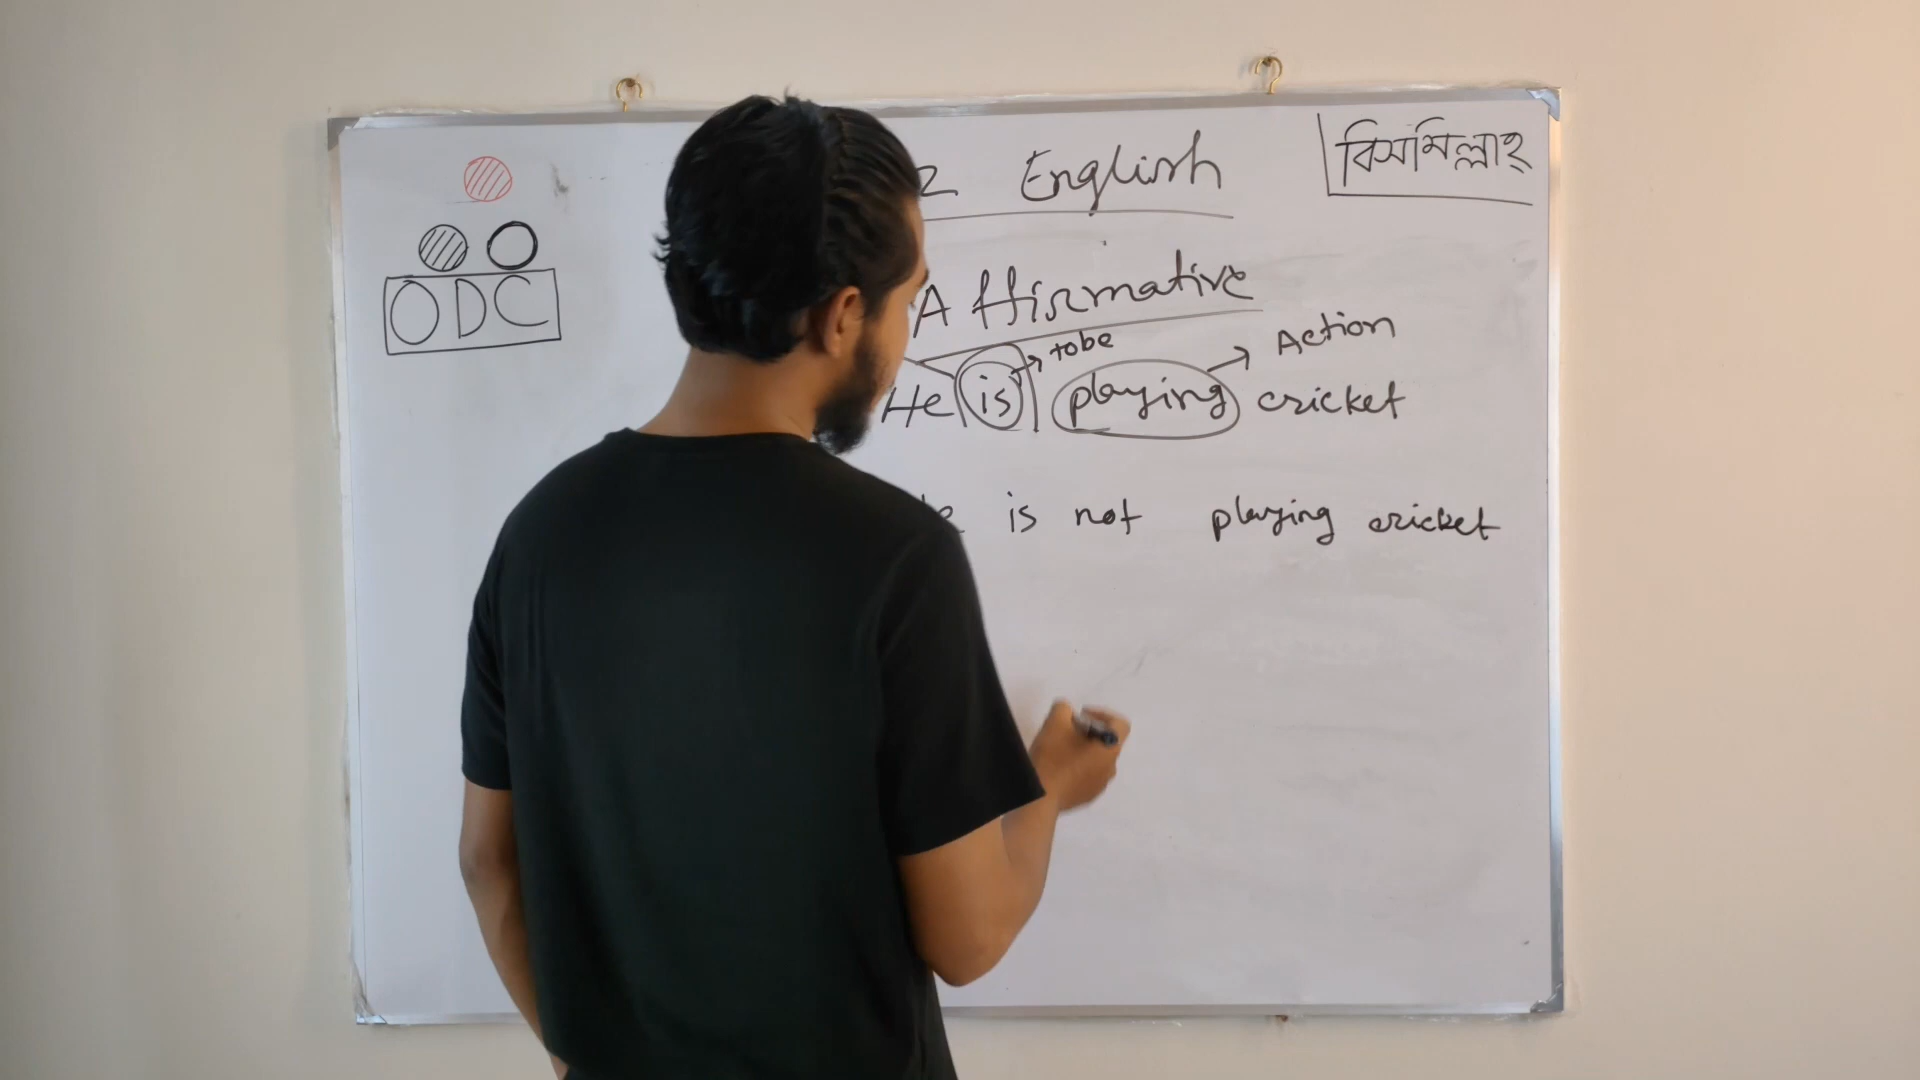 English
বিসমিল্লাহ
ODC
Affirmative
tobe
Action
He is playing cricket
is not playing cricket